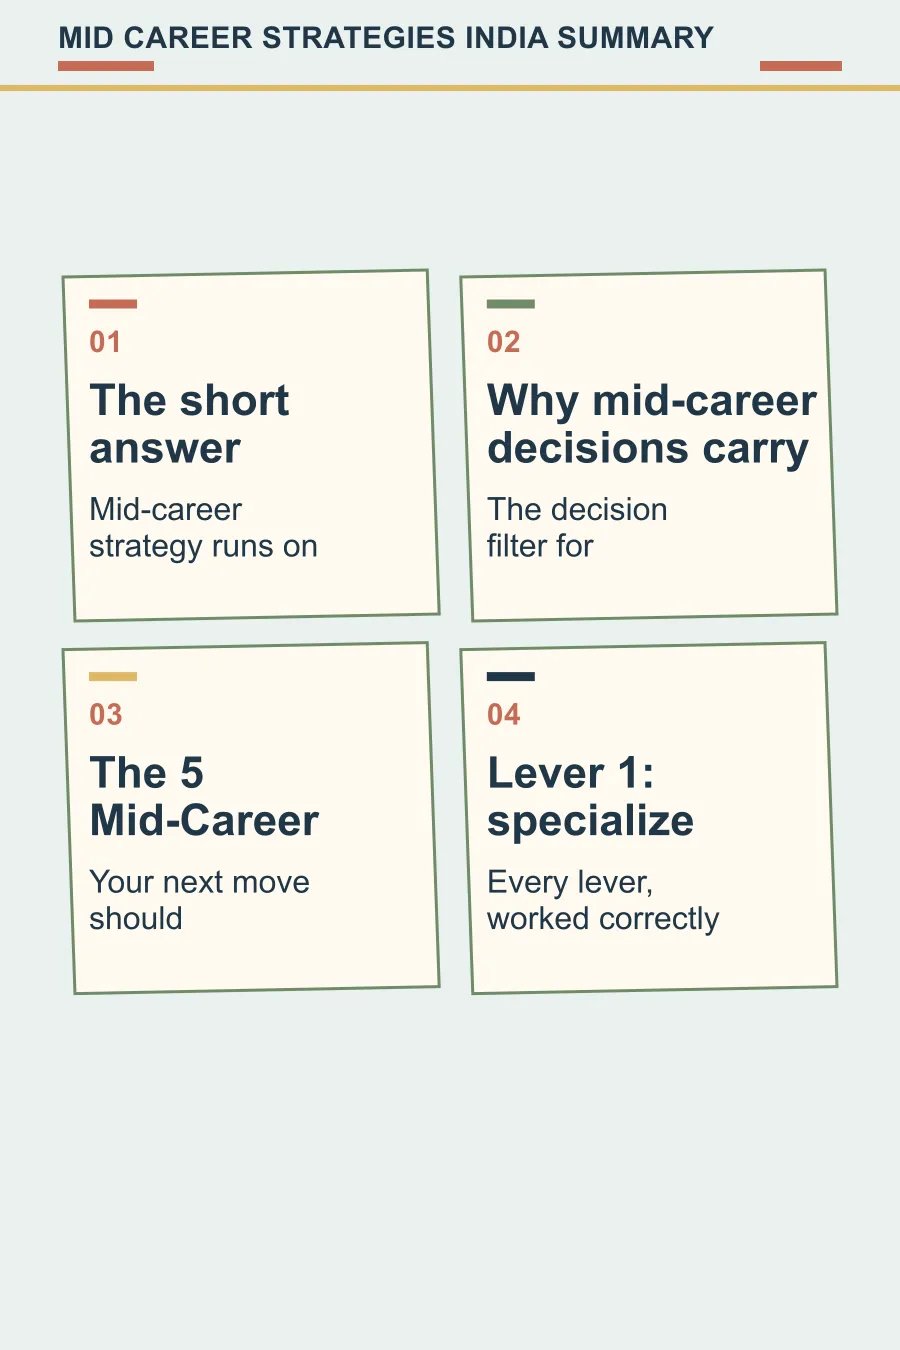 MID CAREER STRATEGIES INDIA SUMMARY
01
The short
answer
Mid-career
strategy runs on
02
Why mid-career
decisions carry
The decision
filter for
03
The 5
Mid-Career
Your next move
should
04
Lever 1:
specialize
Every lever,
worked correctly